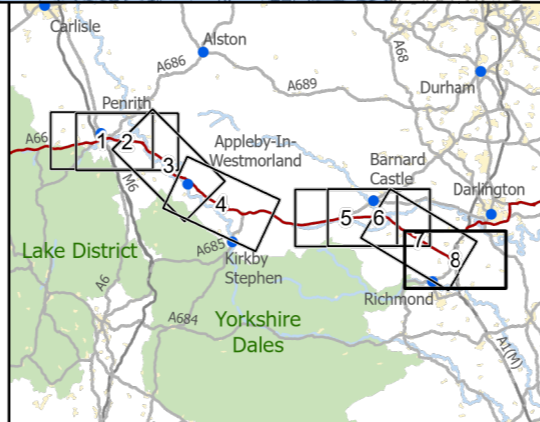 Carlisle
Alston
A686
A68
A689
Durham
Penrith
A66
1
2
3
Appleby-In-
Westmorland
Barnard
Castle
Darlington
M6
4
5
6
7
8
Lake District
A685
Kirkby
Stephen
Richmond
A6
A684
Yorkshire
Dales
A1(M)